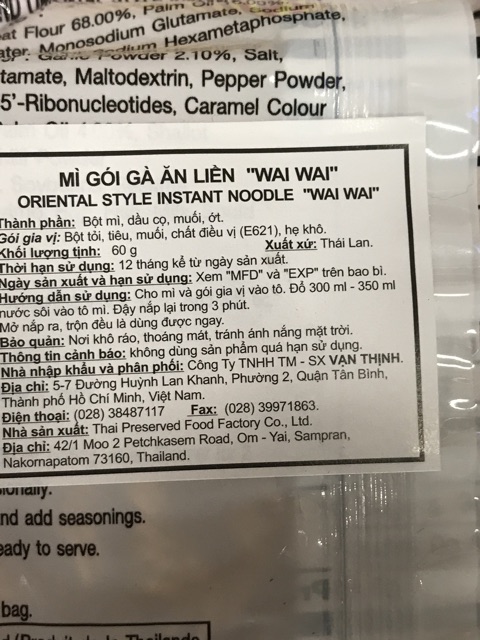 at Flour 68.00%, Palm Oil
ater, Monosodium Glutamate, Sodium
Garlic Powder 2.10%, Salt, Sodium Hexametaphosphate,
tamate, Maltodextrin, Pepper Powder,
5'-Ribonucleotides, Caramel Colour
MÌ GÓI GÀ ĂN LIỀN "WAI WAI"
ORIENTAL STYLE INSTANT NOODLE "WAI WAI"
Thành phần: Bột mì, dầu cọ, muối, ớt.
Gói gia vị: Bột tỏi, tiêu, muối, chất điều vị (E621), hẹ khô.
Khối lượng tịnh: 60 g Xuất xứ: Thái Lan.
Thời hạn sử dụng: 12 tháng kể từ ngày sản xuất.
Ngày sản xuất và hạn sử dụng: Xem "MFD" và "EXP" trên bao bì.
Hướng dẫn sử dụng: Cho mì và gói gia vị vào tô. Đổ 300 ml - 350 ml
nước sôi vào tô mì. Đậy nắp lại trong 3 phút.
Mở nắp ra, trộn đều là dùng được ngay.
Bảo quản: Nơi khô ráo, thoáng mát, tránh ánh nắng mặt trời.
Thông tin cảnh báo: không dùng sản phẩm quá hạn sử dụng.
Nhà nhập khẩu và phân phối: Công Ty TNHH TM - SX VẠN THỊNH.
Địa chỉ: 5-7 Đường Huỳnh Lan Khanh, Phường 2, Quận Tân Bình,
Thành phố Hồ Chí Minh, Việt Nam.
Điện thoại: (028) 38487117 Fax: (028) 39971863.
Nhà sản xuất: Thai Preserved Food Factory Co., Ltd.
Địa chỉ: 42/1 Moo 2 Petchkasem Road, Om - Yai, Sampran,
Nakornapatom 73160, Thailand.
nd add seasonings.
eady to serve.
bag.